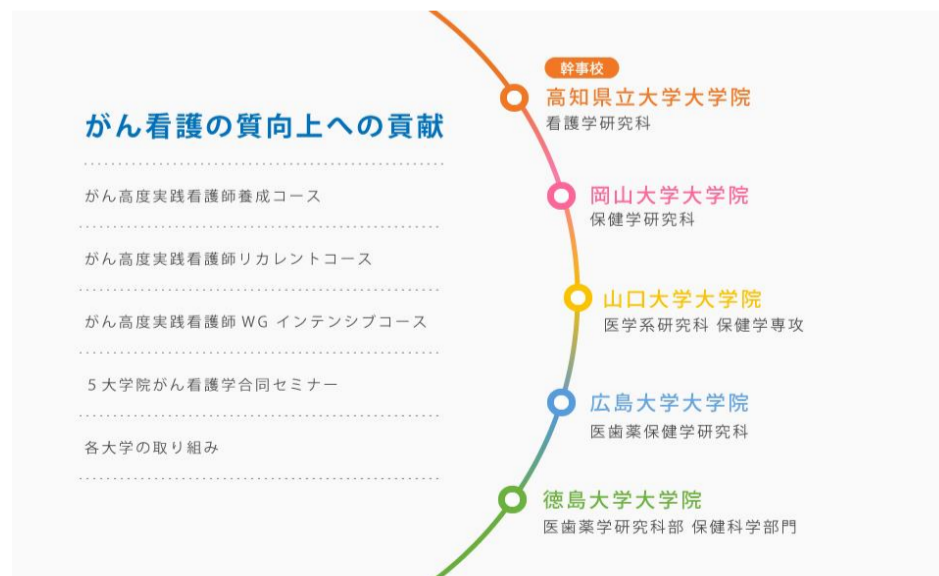 がん看護の質向上への貢献
がん高度実践看護師養成コース
がん高度実践看護師リカレントコース
がん高度実践看護師 WG インテンシブコース
5 大学院がん看護学合同セミナー
各大学の取り組み
幹事校
高知県立大学大学院
看護学研究科
岡山大学大学院
保健学研究科
山口大学大学院
医学系研究科 保健学専攻
広島大学大学院
医歯薬保健学研究科
徳島大学大学院
医歯薬学研究科部 保健科学部門